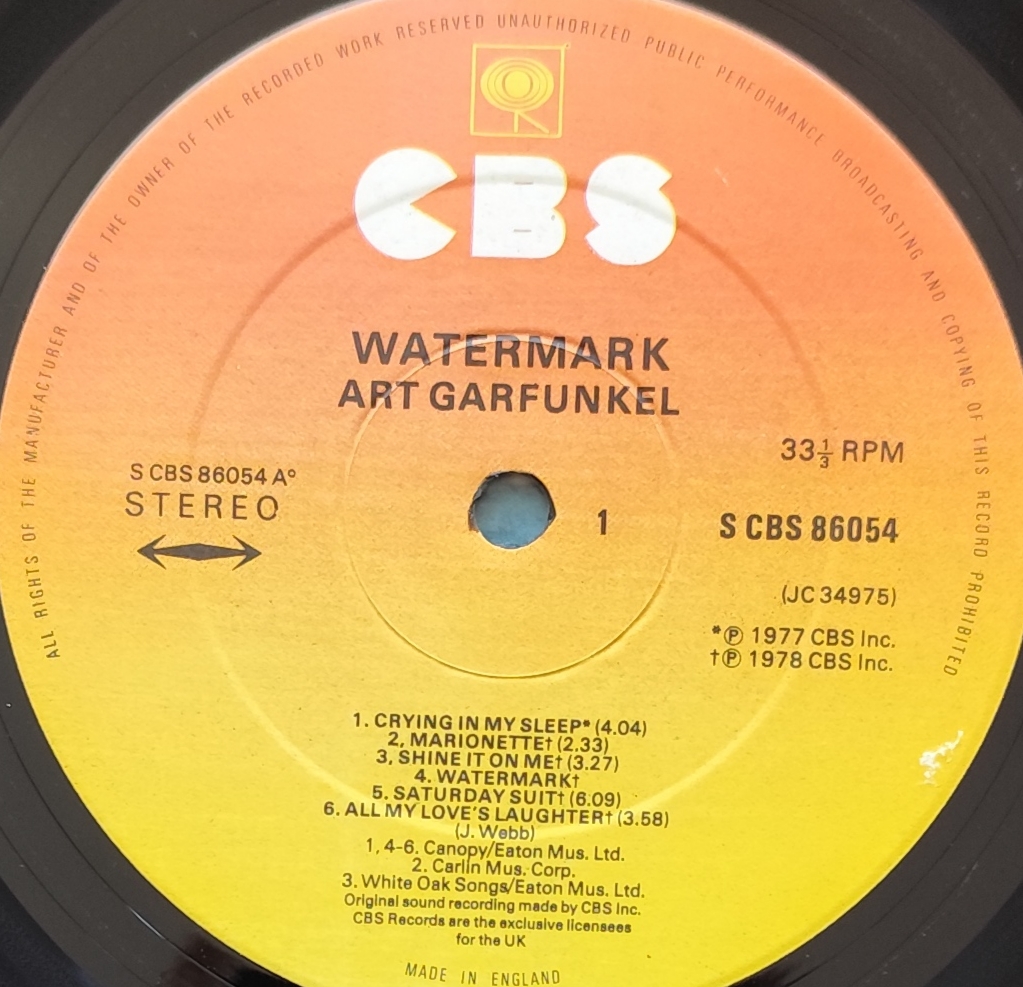 ALL RIGHTS OF THE MANUFACTURER AND OF THE OWNER OF THE RECORDED WORK RESERVED UNAUTHORIZED PUBLIC PERFORMANCE BROADCASTING AND COPYING OF THIS RECORD PROHIBITED
CBS
WATERMARK
ART GARFUNKEL
33⅓ RPM
S CBS 86054 A°
STEREO
1
S CBS 86054
(JC 34975)
*℗ 1977 CBS Inc.
†℗ 1978 CBS Inc.
1. CRYING IN MY SLEEP* (4.04)
2, MARIONETTE† (2.33)
3, SHINE IT ON ME† (3.27)
4. WATERMARK†
5. SATURDAY SUIT† (6.09)
6. ALL MY LOVE'S LAUGHTER† (3.58)
(J. Webb)
1, 4-6. Canopy/Eaton Mus. Ltd.
2. Carlin Mus. Corp.
3. White Oak Songs/Eaton Mus. Ltd.
Original sound recording made by CBS Inc.
CBS Records are the exclusive licensees
for the UK
MADE IN ENGLAND